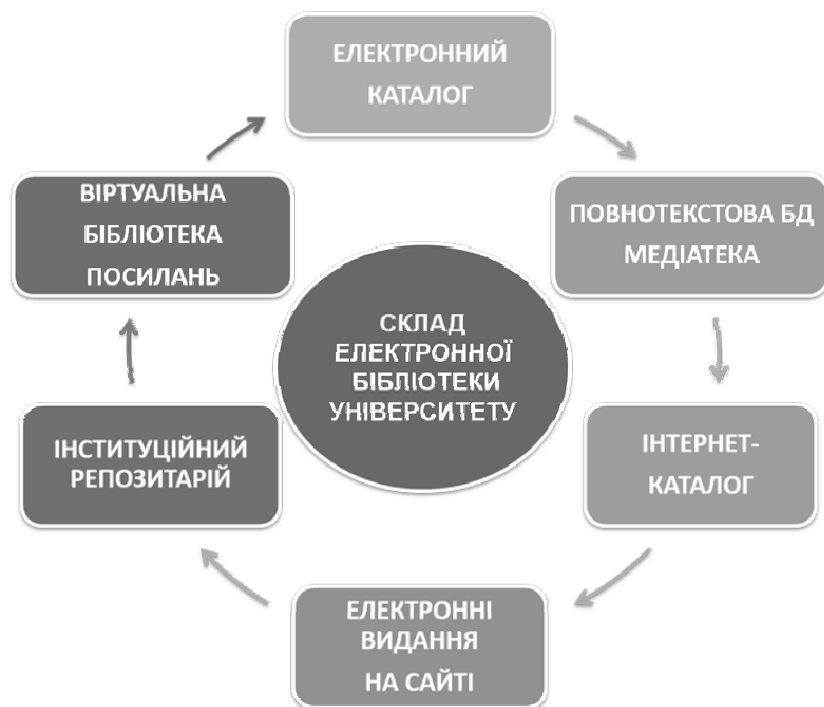 ЕЛЕКТРОННИЙ
КАТАЛОГ
ПОВНОТЕКСТОВА БД
МЕДІАТЕКА
ІНТЕРНЕТ-
КАТАЛОГ
ЕЛЕКТРОННІ
ВИДАННЯ
НА САЙТІ
ІНСТИТУЦІЙНИЙ
РЕПОЗИТАРІЙ
ВІРТУАЛЬНА
БІБЛІОТЕКА
ПОСИЛАНЬ
СКЛАД
ЕЛЕКТРОННОЇ
БІБЛІОТЕКИ
УНІВЕРСИТЕТУ